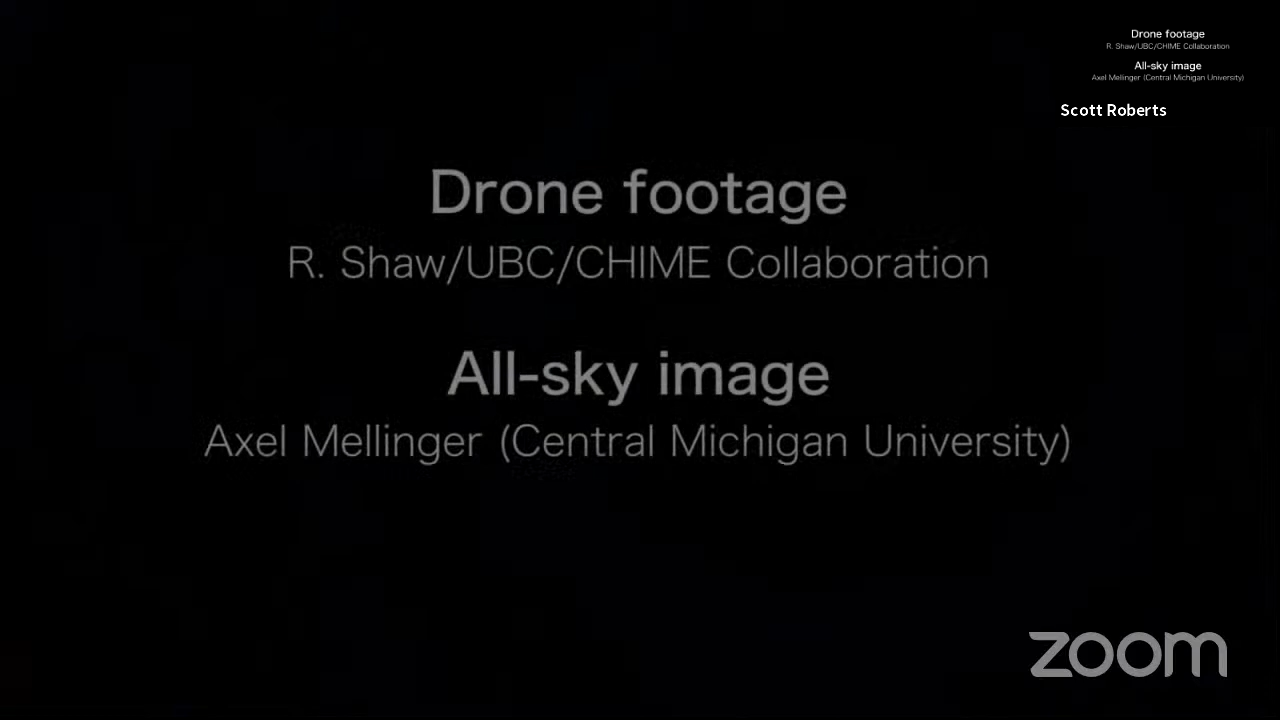 Drone footage
R. Shaw/UBC/CHIME Collaboration
All-sky image
Axel Mellinger (Central Michigan University)
Scott Roberts
Drone footage
R. Shaw/UBC/CHIME Collaboration
All-sky image
Axel Mellinger (Central Michigan University)
zoom